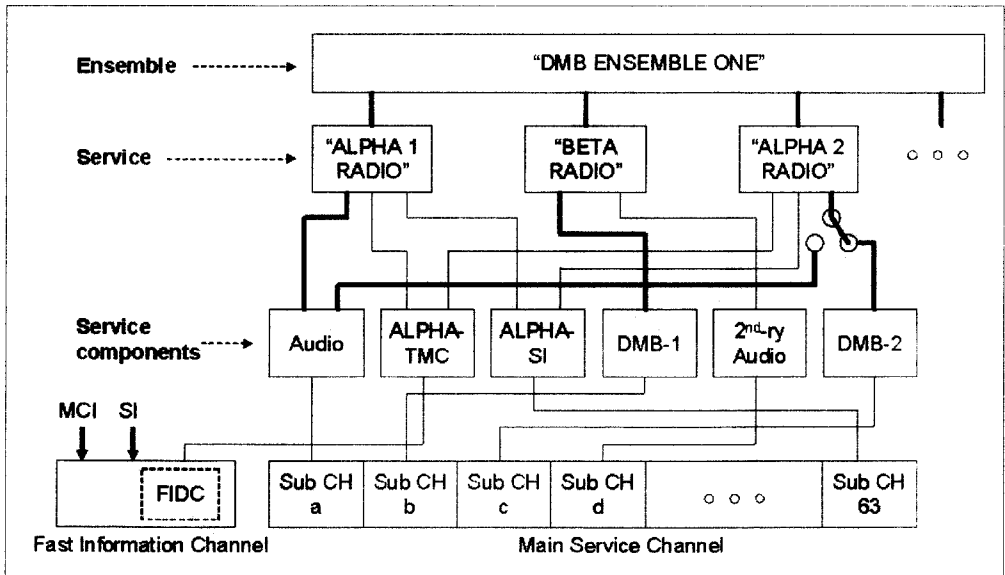 Ensemble
"DMB ENSEMBLE ONE"
Service
"ALPHA 1
RADIO"
"BETA
RADIO"
"ALPHA 2
RADIO"
Service
components
Audio
ALPHA-
TMC
ALPHA-
SI
DMB-1
2nd-ry
Audio
DMB-2
MCI
SI
FIDC
Sub CH
a
Sub CH
b
Sub CH
c
Sub CH
d
Sub CH
63
Fast Information Channel
Main Service Channel